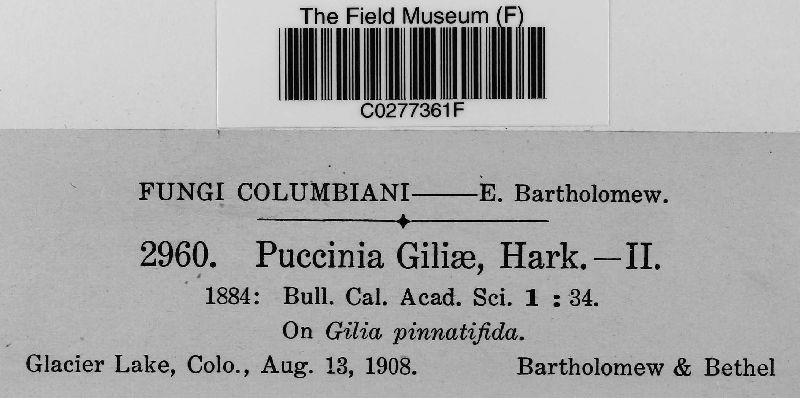 The Field Museum (F)
C0277361F
FUNGI COLUMBIANI——E. Bartholomew.
2960. Puccinia Giliæ, Hark.—II.
1884: Bull. Cal. Acad. Sci. 1 : 34.
On Gilia pinnatifida.
Glacier Lake, Colo., Aug. 13, 1908. Bartholomew & Bethel